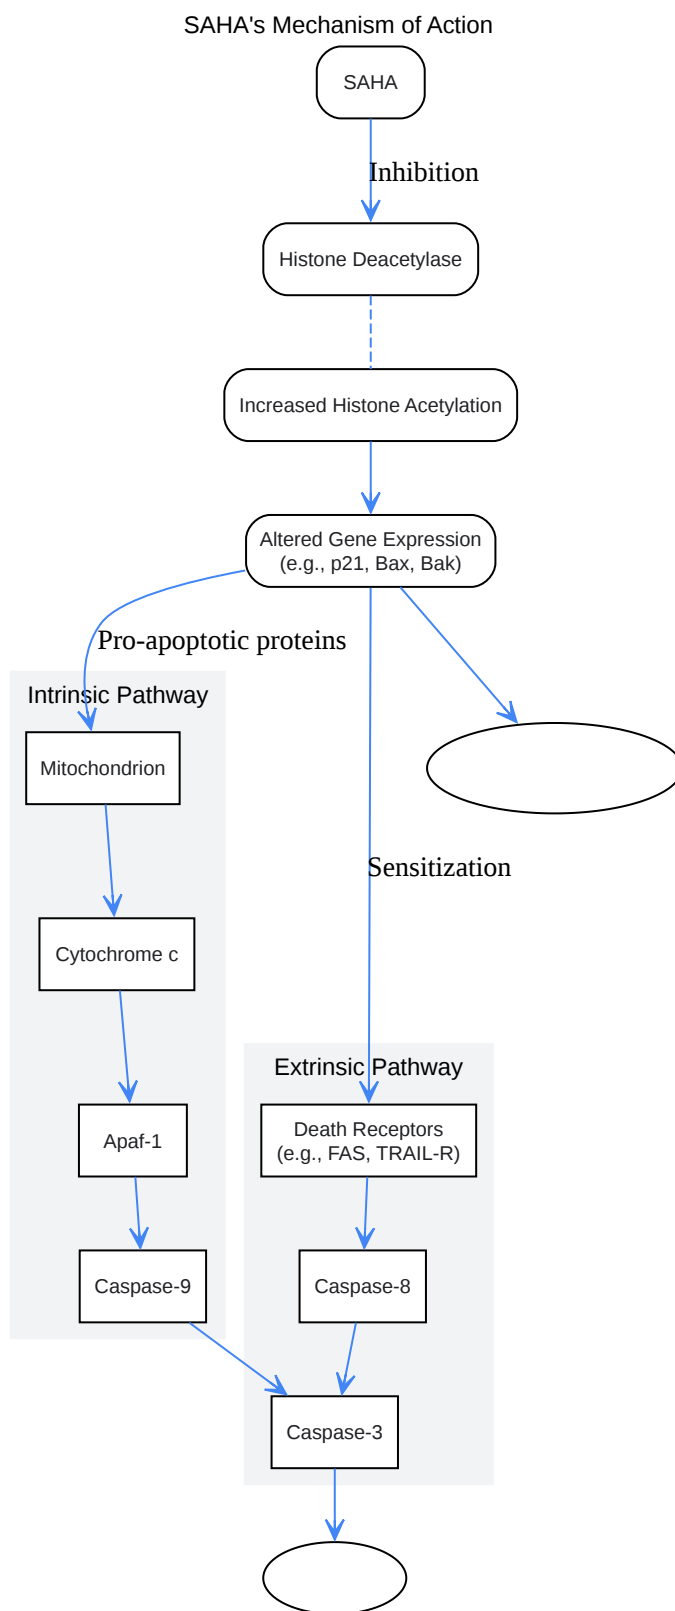 SAHA's Mechanism of Action
SAHA
Inhibition
Histone Deacetylase
Increased Histone Acetylation
Altered Gene Expression
(e.g., p21, Bax, Bak)
Pro-apoptotic proteins
Intrinsic Pathway
Mitochondrion
Sensitization
Cytochrome c
Extrinsic Pathway
Apaf-1
Death Receptors
(e.g., FAS, TRAIL-R)
Caspase-9
Caspase-8
Caspase-3